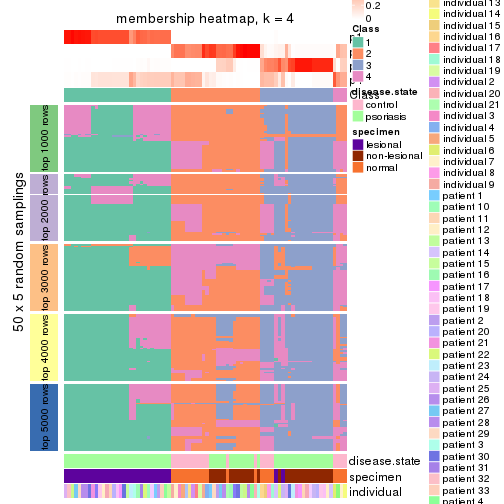 membership heatmap, k = 4
50 x 5 random samplings
top 1000 rows
top 2000 rows
top 3000 rows
top 4000 rows
top 5000 rows
0.2
0
Class
1
2
3
4
Class
disease.state
control
psoriasis
specimen
lesional
non-lesional
normal
disease.state
specimen
individual
individual 13
individual 14
individual 15
individual 16
individual 17
individual 18
individual 19
individual 2
individual 20
individual 21
individual 3
individual 4
individual 5
individual 6
individual 7
individual 8
individual 9
patient 1
patient 10
patient 11
patient 12
patient 13
patient 14
patient 15
patient 16
patient 17
patient 18
patient 19
patient 2
patient 20
patient 21
patient 22
patient 23
patient 24
patient 25
patient 26
patient 27
patient 28
patient 29
patient 3
patient 30
patient 31
patient 32
patient 33
patient 4